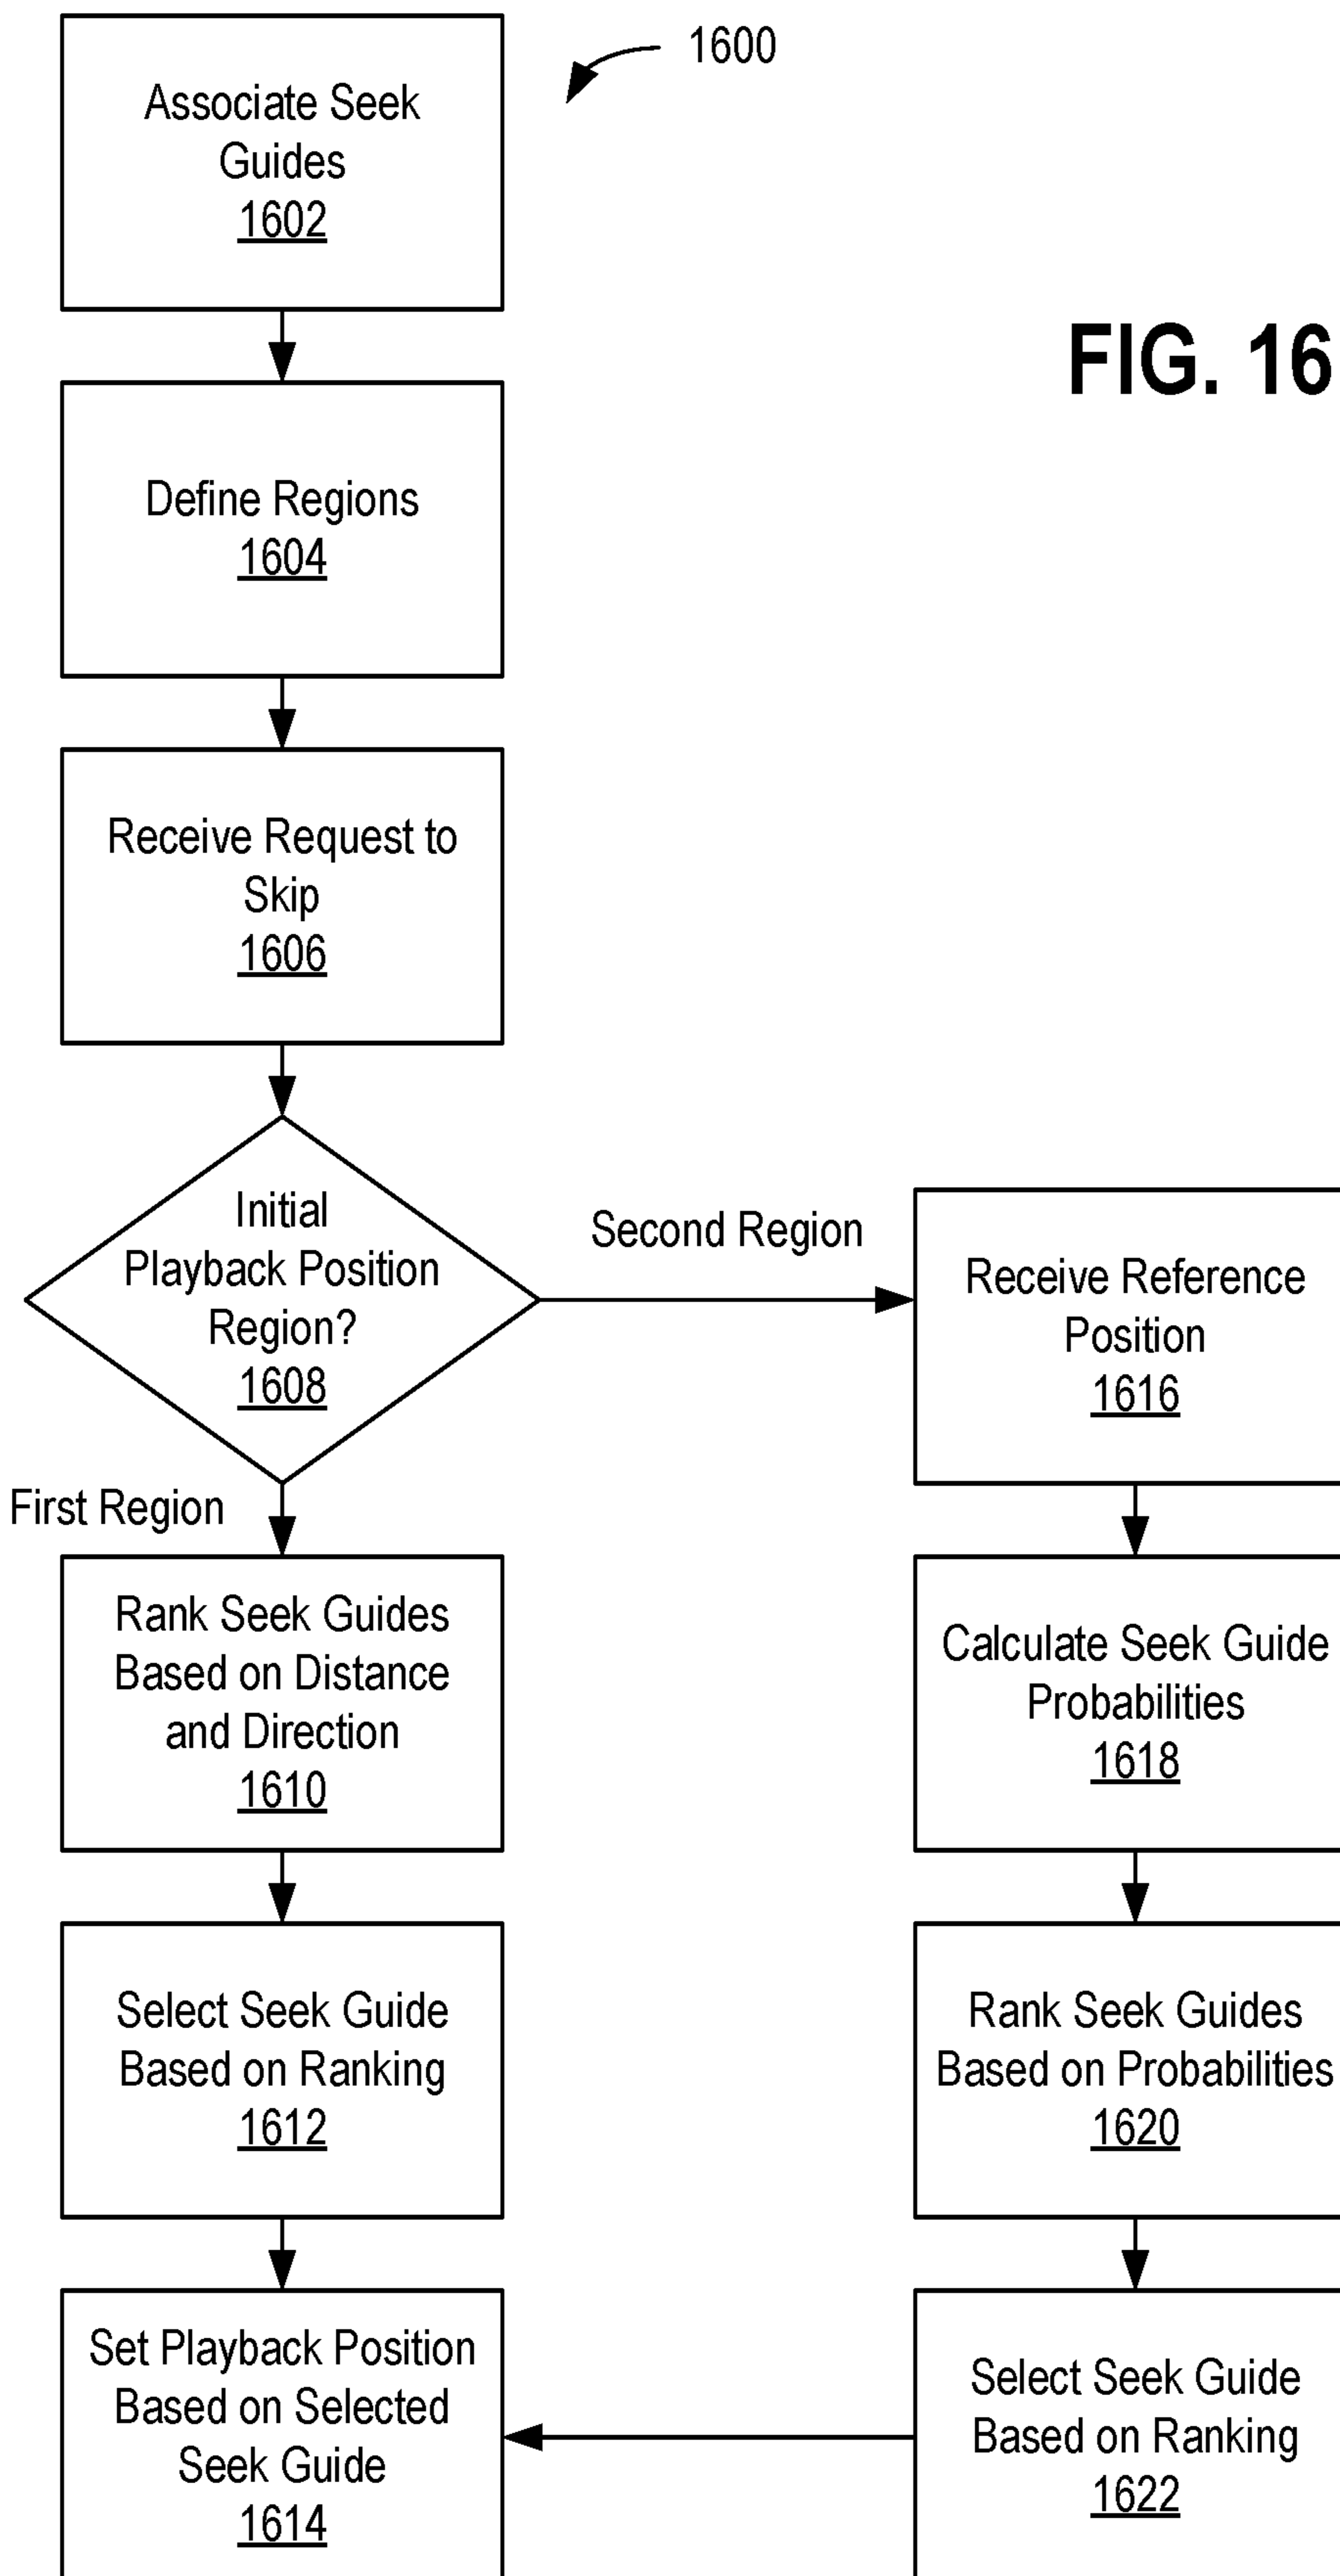 Associate Seek
Guides
1602
1600
FIG. 16
Define Regions
1604
Receive Request to
Skip
1606
Initial
Playback Position
Region?
1608
Second Region
Receive Reference
Position
1616
First Region
Rank Seek Guides
Based on Distance
and Direction
1610
Calculate Seek Guide
Probabilities
1618
Select Seek Guide
Based on Ranking
1612
Rank Seek Guides
Based on Probabilities
1620
Set Playback Position
Based on Selected
Seek Guide
1614
Select Seek Guide
Based on Ranking
1622